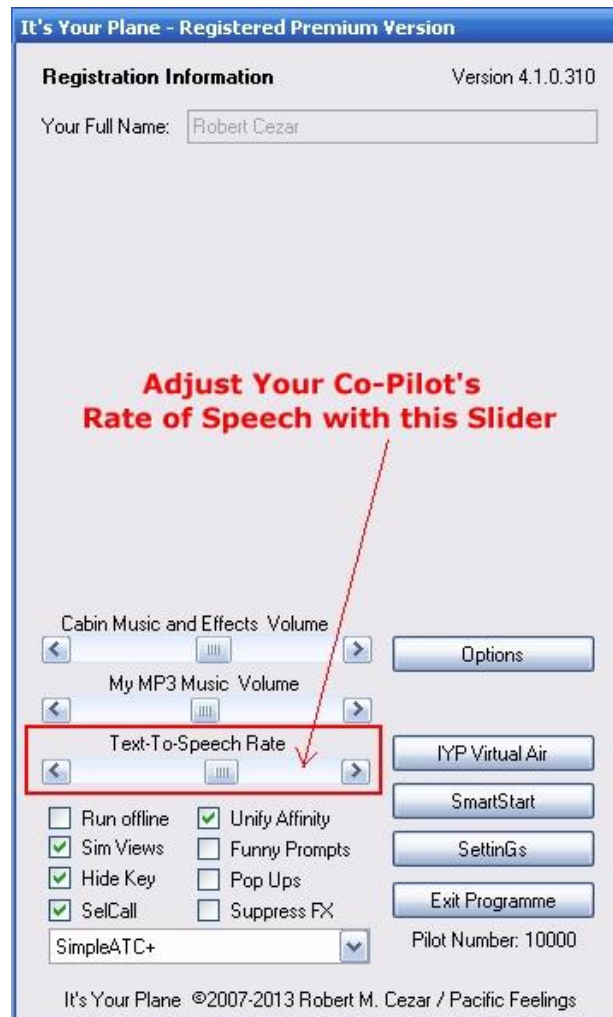 It's Your Plane - Registered Premium Version
Registration Information Version 4.1.0.310
Your Full Name: Robert Cezar
Adjust Your Co-Pilot's
Rate of Speech with this Slider
Cabin Music and Effects Volume
Options
My MP3 Music Volume
Text-To-Speech Rate
IYP Virtual Air
SmartStart
Run offline Unify Affinity
Sim Views Funny Prompts
SettinGs
Hide Key Pop Ups
Exit Programme
SelCall Suppress FX
SimpleATC+
Pilot Number: 10000
It's Your Plane ©2007-2013 Robert M. Cezar / Pacific Feelings